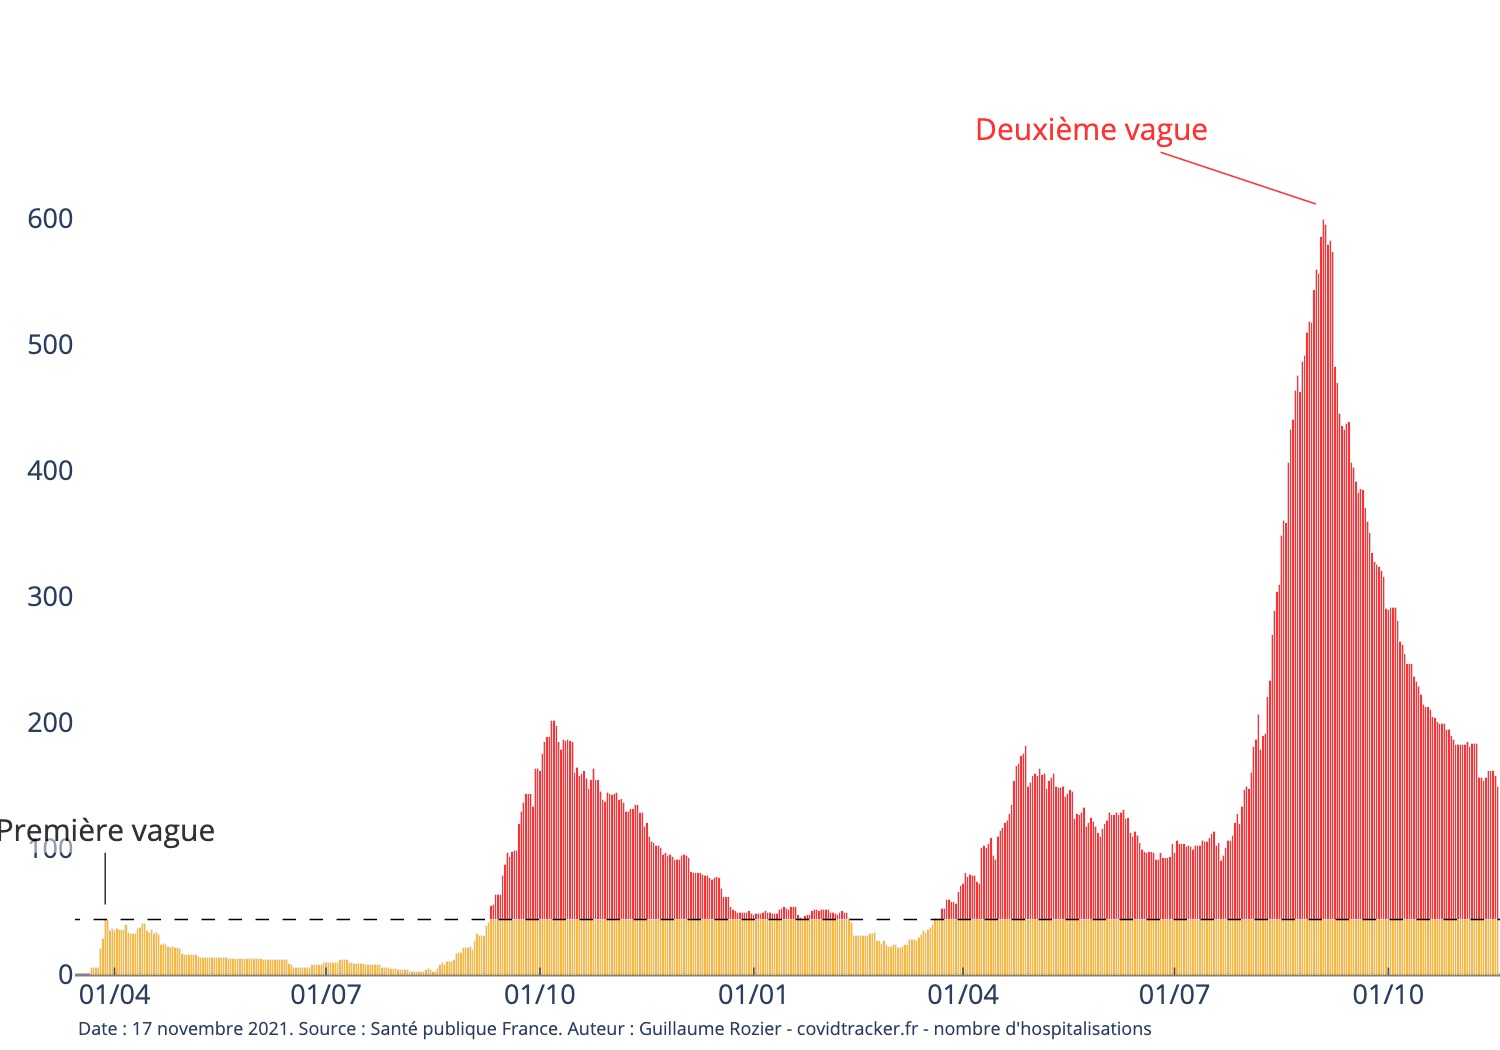 Deuxième vague
600
500
400
300
200
Première vague
100
0
01/04 01/07 01/10 01/01 01/04 01/07 01/10
Date : 17 novembre 2021. Source : Santé publique France. Auteur : Guillaume Rozier - covidtracker.fr - nombre d'hospitalisations